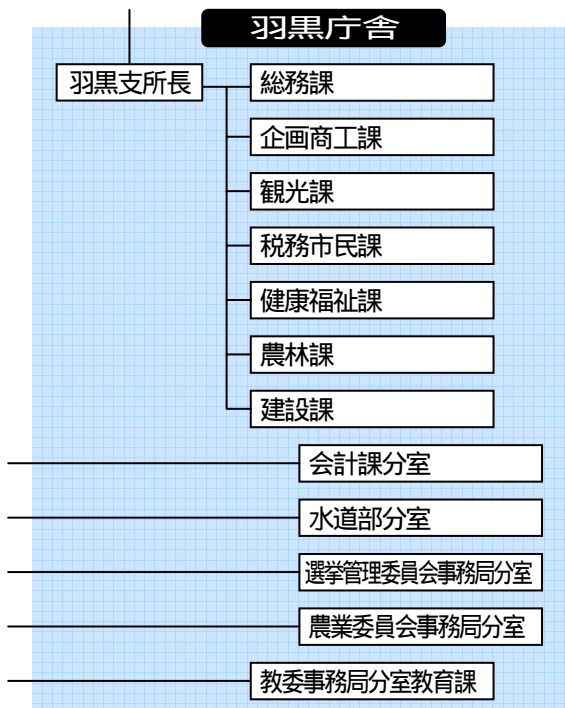 羽黒庁舎
羽黒支所長
総務課
企画商工課
観光課
税務市民課
健康福祉課
農林課
建設課
会計課分室
水道部分室
選挙管理委員会事務局分室
農業委員会事務局分室
教委事務局分室教育課